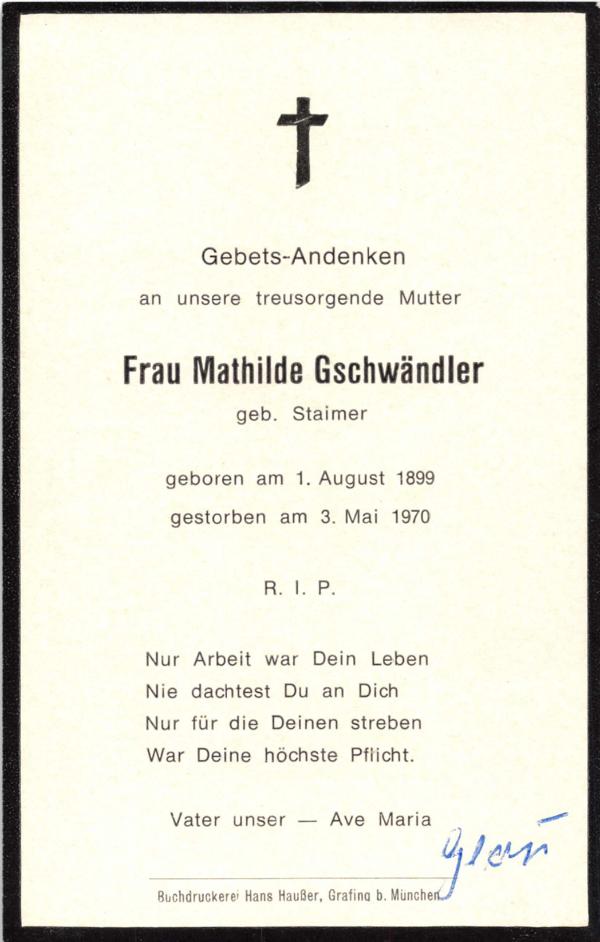 Gebets-Andenken
an unsere treusorgende Mutter
Frau Mathilde Gschwändler
geb. Staimer
geboren am 1. August 1899
gestorben am 3. Mai 1970
R. I. P.
Nur Arbeit war Dein Leben
Nie dachtest Du an Dich
Nur für die Deinen streben
War Deine höchste Pflicht.
Vater unser — Ave Maria
Buchdruckerei Hans Haußer, Grafing b. München